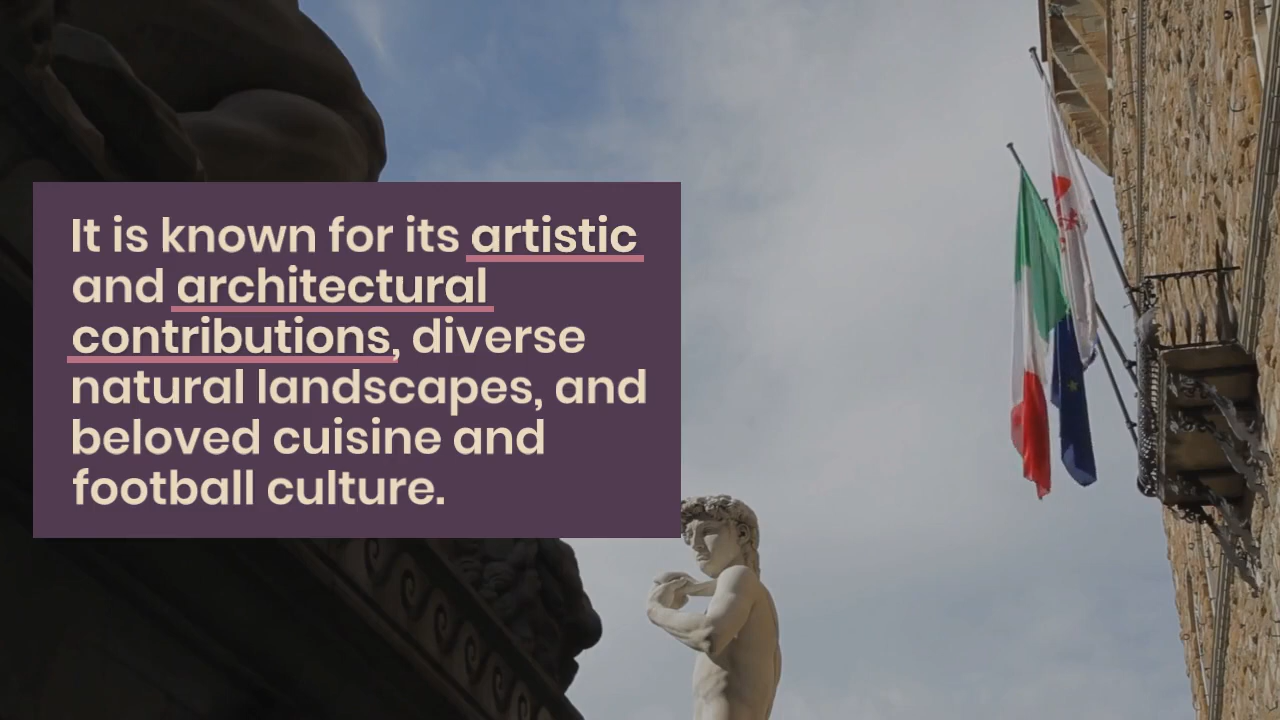 It is known for its artistic
and architectural
contributions, diverse
natural landscapes, and
beloved cuisine and
football culture.